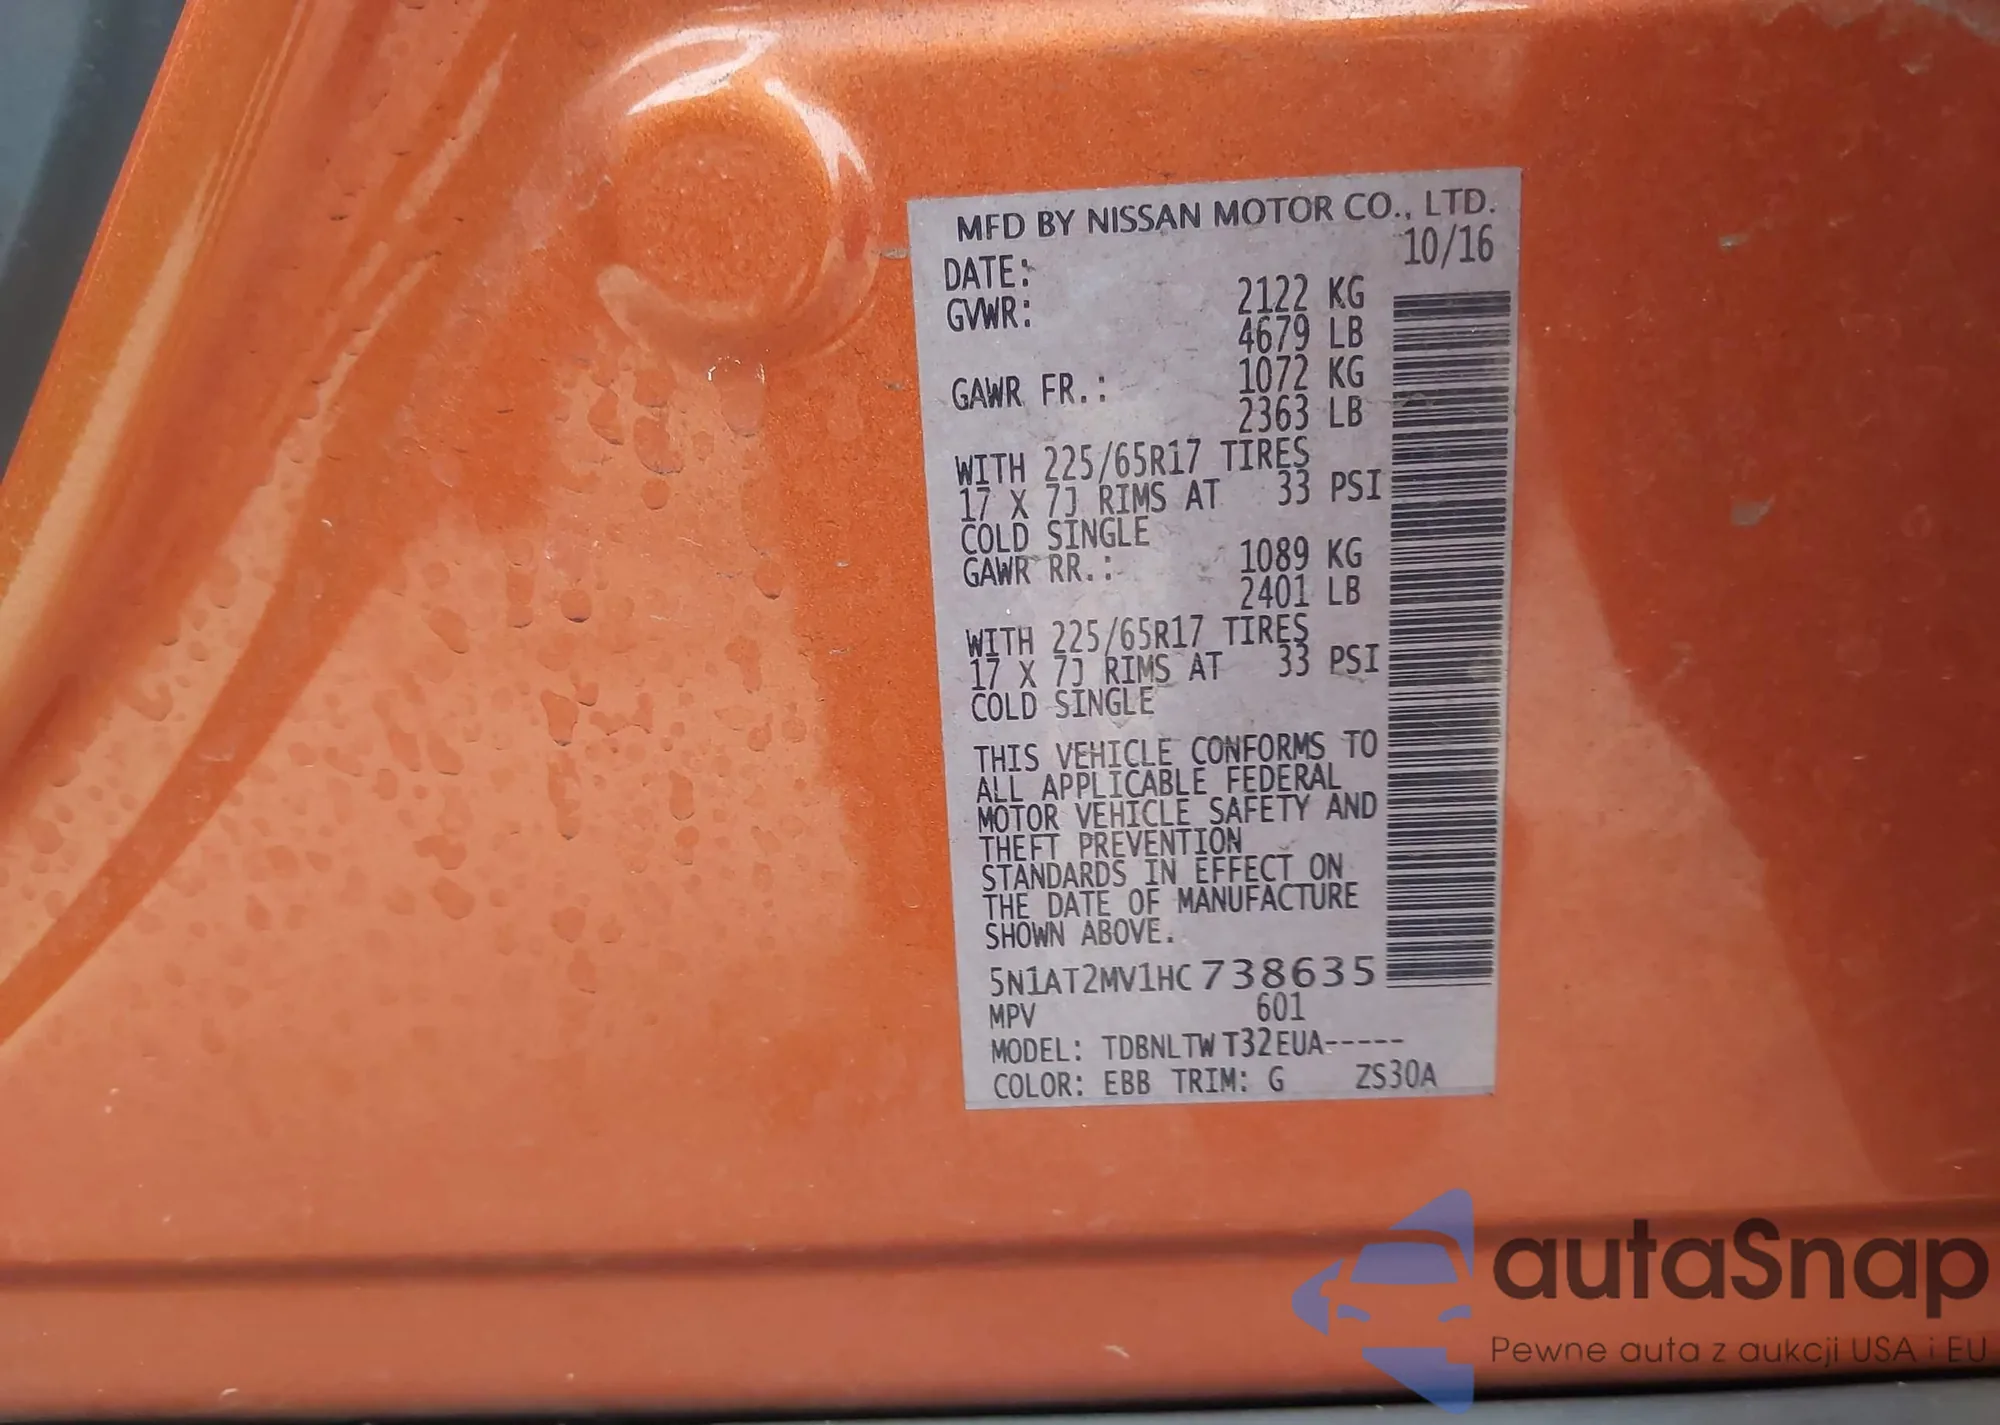 MFD BY NISSAN MOTOR CO., LTD.
DATE: 10/16
GVWR: 2122 KG
4679 LB
GAWR FR.: 1072 KG
2363 LB
WITH 225/65R17 TIRES
17 X 7J RIMS AT 33 PSI
COLD SINGLE
GAWR RR.: 1089 KG
2401 LB
WITH 225/65R17 TIRES
17 X 7J RIMS AT 33 PSI
COLD SINGLE
THIS VEHICLE CONFORMS TO
ALL APPLICABLE FEDERAL
MOTOR VEHICLE SAFETY AND
THEFT PREVENTION
STANDARDS IN EFFECT ON
THE DATE OF MANUFACTURE
SHOWN ABOVE.
5N1AT2MV1HC738635
MPV 601
MODEL: TDBNLTWT32EUA-----
COLOR: EBB TRIM: G ZS30A
autaSnap
Pewne auta z aukcji USA i EU